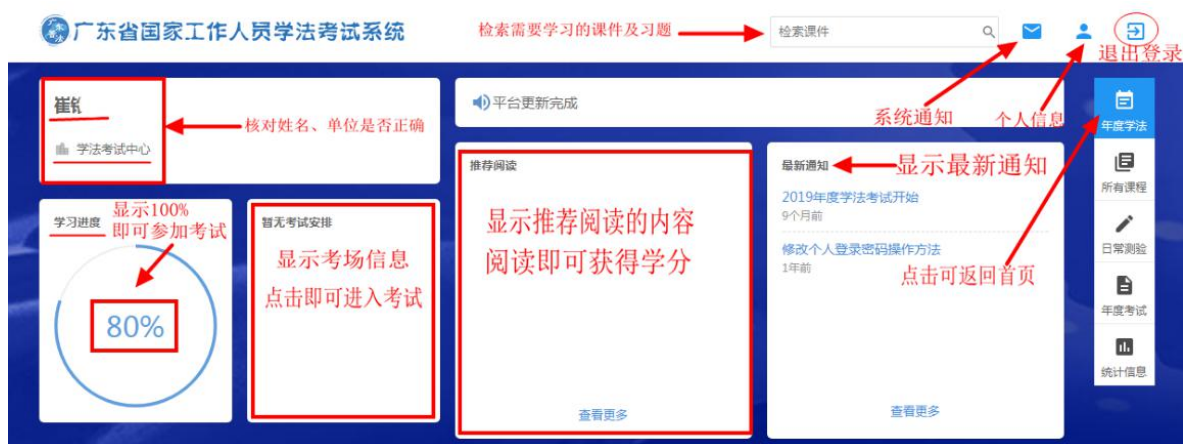 广东省国家工作人员学法考试系统
检索需要学习的课件及习题
检索课件
退出登录
系统通知
个人信息
崔
学法考试中心
核对姓名、单位是否正确
平台更新完成
年度学法
所有课程
日常测验
年度考试
统计信息
学习进度
显示100%
即可参加考试
80%
暂无考试安排
显示考场信息
点击即可进入考试
推荐阅读
显示推荐阅读的内容
阅读即可获得学分
查看更多
最新通知
显示最新通知
2019年度学法考试开始
9个月前
修改个人登录密码操作方法
1年前
点击可返回首页
查看更多